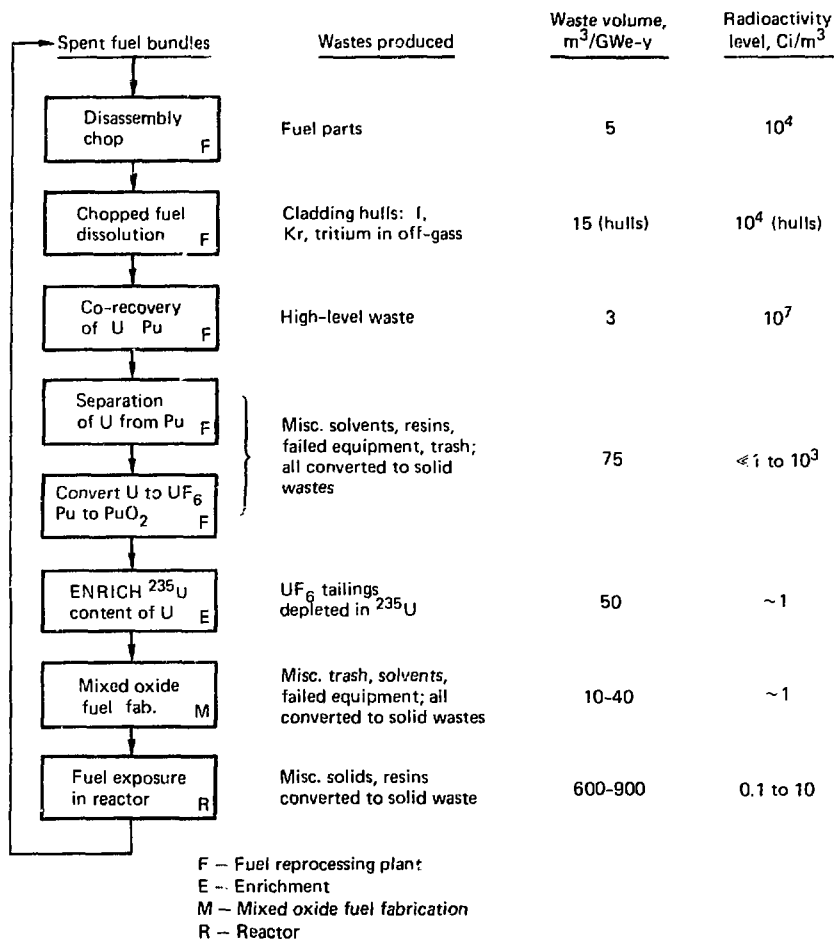 Spent fuel bundles
Wastes produced
Waste volume,
m³/GWe-y
Radioactivity
level, Ci/m³
Disassembly
chop
F
Fuel parts
5
10⁴
Chopped fuel
dissolution
F
Cladding hulls: I,
Kr, tritium in off-gass
15 (hulls)
10⁴ (hulls)
Co-recovery
of U Pu
F
High-level waste
3
10⁷
Separation
of U from Pu
F
Convert U to UF₆
Pu to PuO₂
F
Misc. solvents, resins,
failed equipment, trash;
all converted to solid
wastes
75
≪1 to 10³
ENRICH ²³⁵U
content of U
E
UF₆ tailings
depleted in ²³⁵U
50
~1
Mixed oxide
fuel fab.
M
Misc. trash, solvents,
failed equipment; all
converted to solid wastes
10-40
~1
Fuel exposure
in reactor
R
Misc. solids, resins
converted to solid waste
600-900
0.1 to 10
F – Fuel reprocessing plant
E – Enrichment
M – Mixed oxide fuel fabrication
R – Reactor